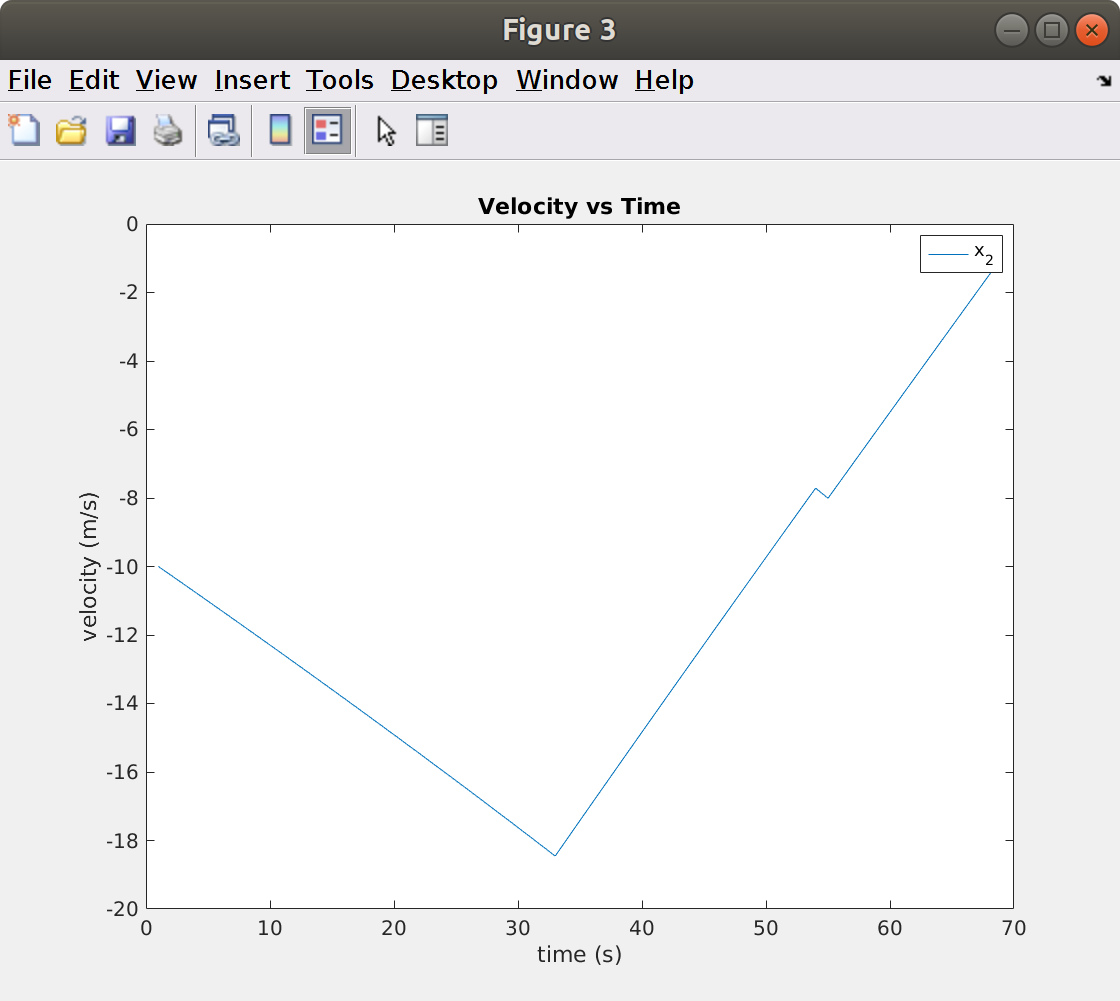 Figure 3
File Edit View Insert Tools Desktop Window Help
Velocity vs Time
x2
0
-2
-4
-6
-8
-10
-12
-14
-16
-18
-20
velocity (m/s)
0 10 20 30 40 50 60 70
time (s)